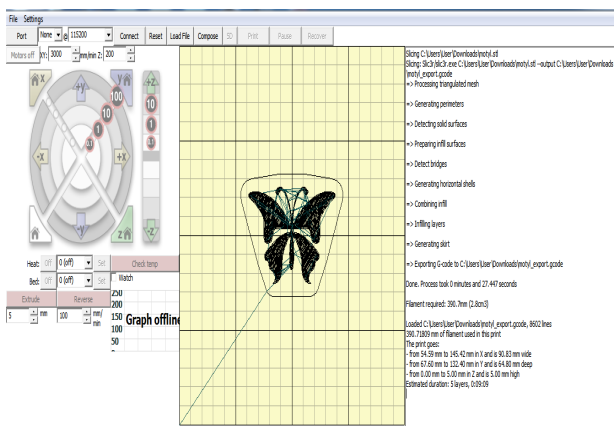 File Settings
Port None @ 115200 Connect Reset Load File Compose SD Print Pause Recover
Motors off XY: 3000 mm/min Z: 200
X Y +Z
+Y 100 10 1 0.1
10
1
0.1
-X +X
-Y Z -Z
Heat: Off 0 (off) Set Check temp
Bed: Off 0 (off) Set Watch
Extrude Reverse
5 mm 100 mm/
min
250
200
150 Graph offline
100
50
Slicing C:\Users\User\Downloads\motyl.stl
Slicing: Slic3r/slic3r.exe C:\Users\User\Downloads\motyl.stl --output C:\Users\User\Downloads
\motyl_export.gcode
=> Processing triangulated mesh
=> Generating perimeters
=> Detecting solid surfaces
=> Preparing infill surfaces
=> Detect bridges
=> Generating horizontal shells
=> Combining infill
=> Infilling layers
=> Generating skirt
=> Exporting G-code to C:\Users\User\Downloads\motyl_export.gcode
Done. Process took 0 minutes and 27.447 seconds
Filament required: 390.7mm (2.8cm3)
Loaded C:\Users\User\Downloads\motyl_export.gcode, 8602 lines
390.71809 mm of filament used in this print
The print goes:
- from 54.59 mm to 145.42 mm in X and is 90.83 mm wide
- from 67.60 mm to 132.40 mm in Y and is 64.80 mm deep
- from 0.00 mm to 5.00 mm in Z and is 5.00 mm high
Estimated duration: 5 layers, 0:09:09